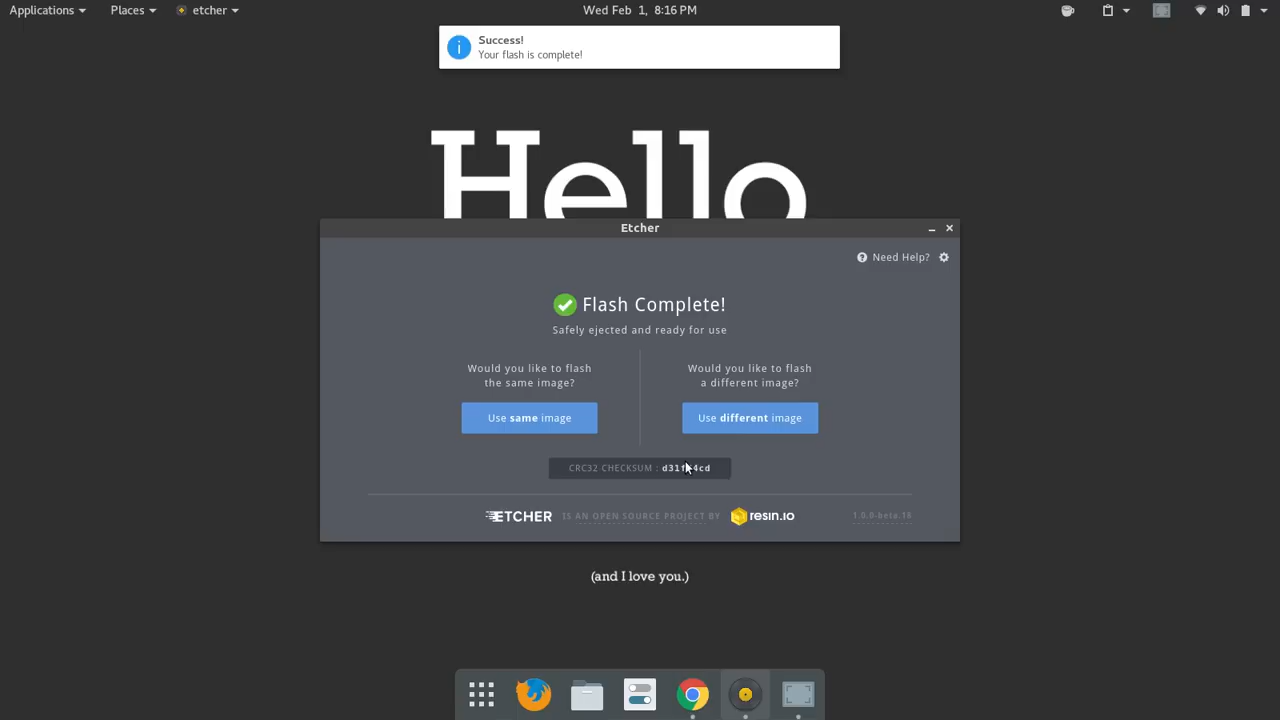 Applications Places etcher Wed Feb 1, 8:16 PM
Success!
Your flash is complete!
Hello
Etcher
Need Help?
Flash Complete!
Safely ejected and ready for use
Would you like to flash
the same image?
Use same image
Would you like to flash
a different image?
Use different image
CRC32 CHECKSUM :
ETCHER IS AN OPEN SOURCE PROJECT BY resin.io 1.0.0-beta.18
(and I love you.)